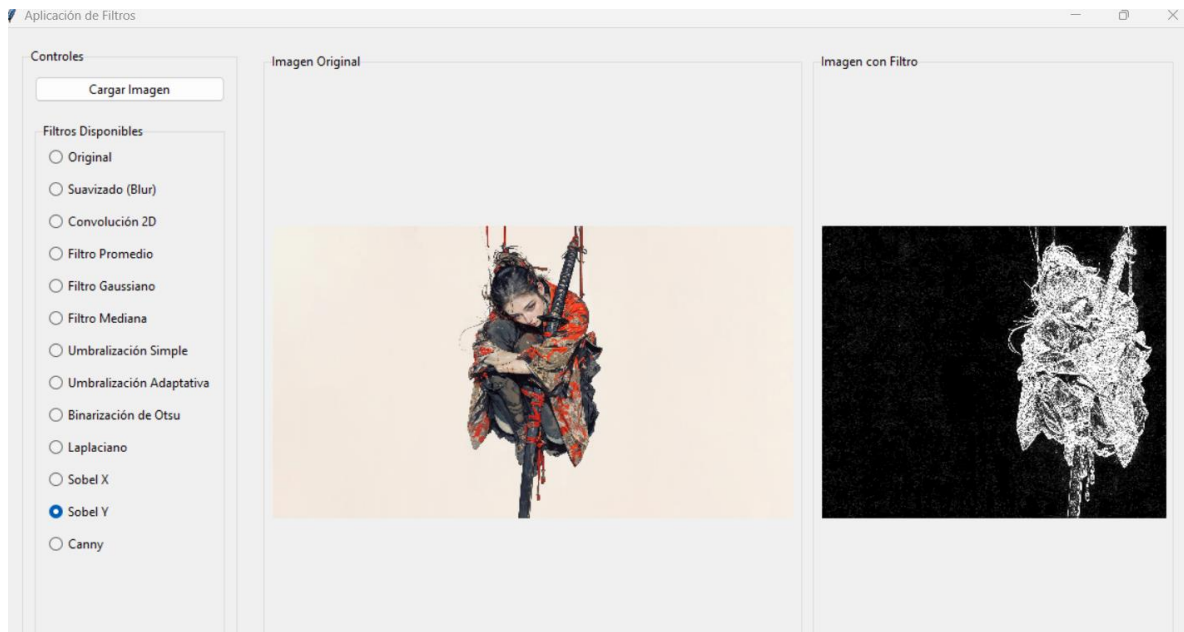 Aplicación de Filtros
Controles
Cargar Imagen
Filtros Disponibles
Original
Suavizado (Blur)
Convolución 2D
Filtro Promedio
Filtro Gaussiano
Filtro Mediana
Umbralización Simple
Umbralización Adaptativa
Binarización de Otsu
Laplaciano
Sobel X
Sobel Y
Canny
Imagen Original
Imagen con Filtro